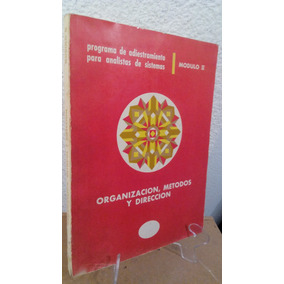 programa de adiestramiento
para analistas de sistemas
MODULO II
ORGANIZACION, METODOS
Y DIRECCION